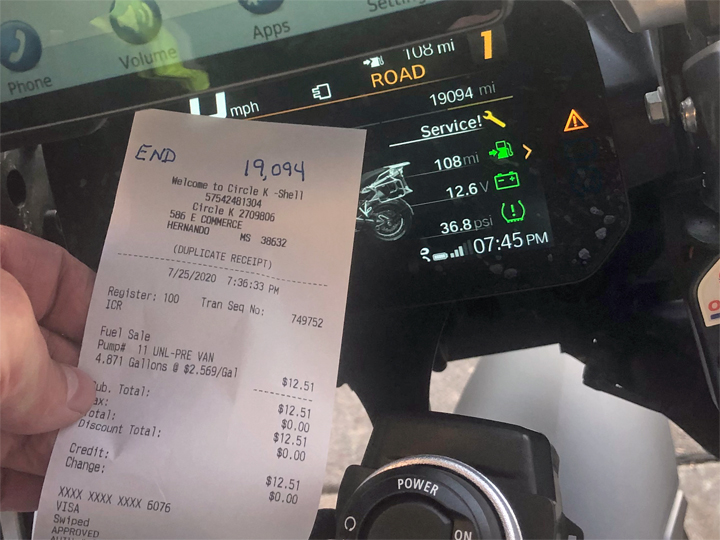 Phone
Volume
Apps
108 mi
1
ROAD
mph
19094 mi
Service!
108 mi
12.6 V
36.8 psi
07:45 PM
END 19,094
Welcome to Circle K -Shell
57542481304
Circle K 2709806
586 E COMMERCE
HERNANDO MS 38632
(DUPLICATE RECEIPT)
7/25/2020 7:36:33 PM
Register: 100 Tran Seq No: 749752
ICR
Fuel Sale
Pump# 11 UNL-PRE VAN
4.871 Gallons @ $2.569/Gal
$12.51
Sub. Total: $12.51
Tax: $0.00
Total: $12.51
Discount Total: $0.00
Credit: $12.51
Change: $0.00
XXXX XXXX XXXX 6076
VISA
Swiped
APPROVED
POWER
ON